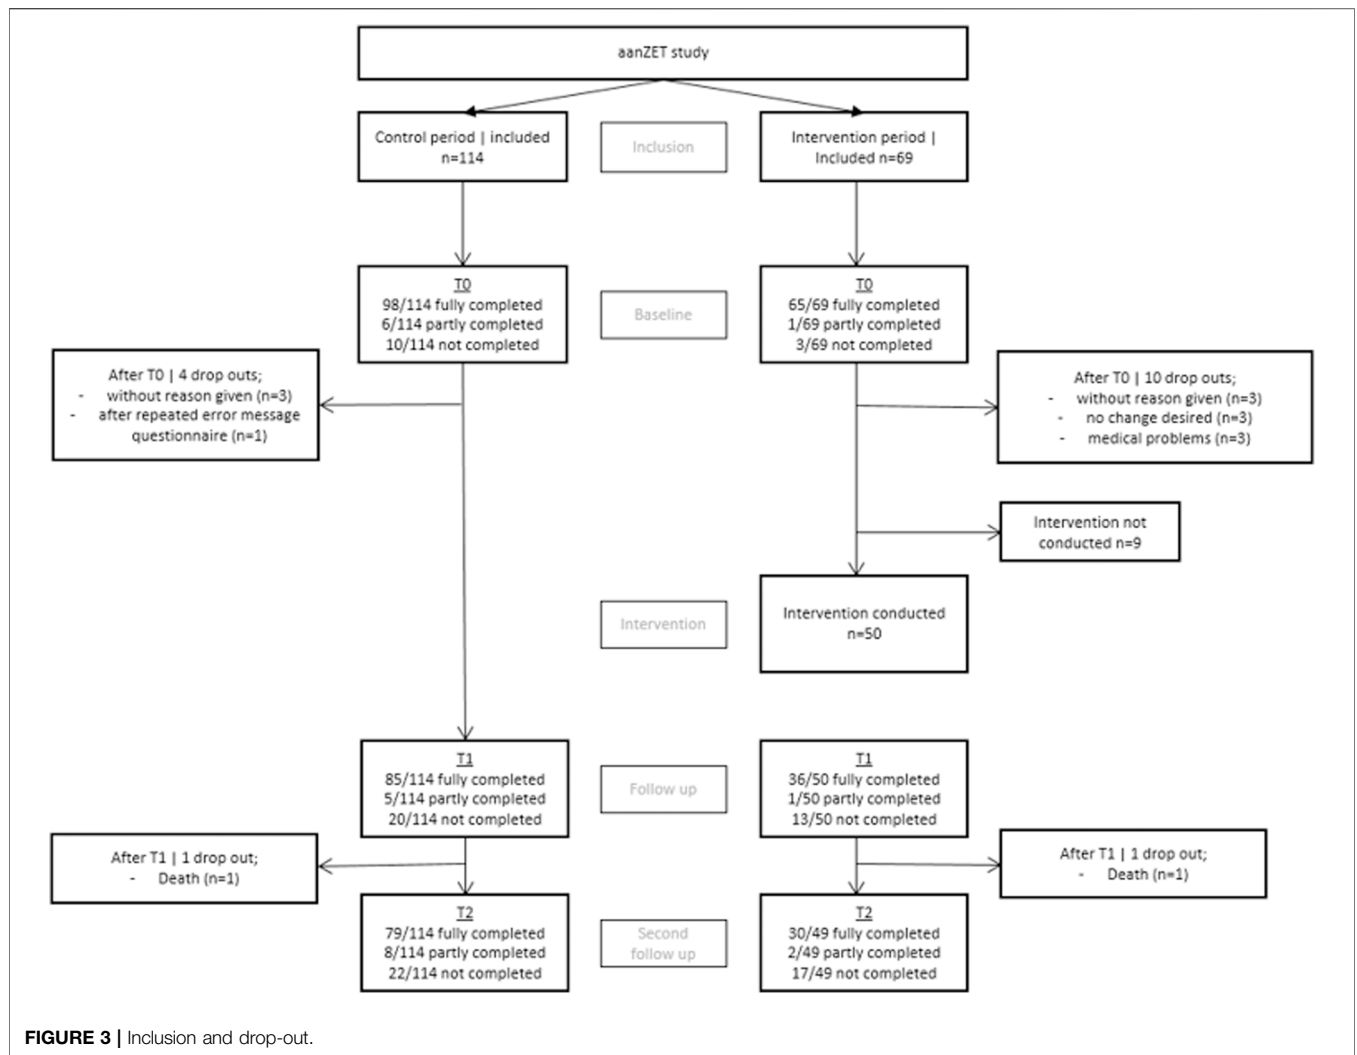 aanZET study
Control period | included
n=114
Inclusion
Intervention period |
Included n=69
T0
98/114 fully completed
6/114 partly completed
10/114 not completed
Baseline
T0
65/69 fully completed
1/69 partly completed
3/69 not completed
After T0 | 4 drop outs;
- without reason given (n=3)
- after repeated error message
questionnaire (n=1)
After T0 | 10 drop outs;
- without reason given (n=3)
- no change desired (n=3)
- medical problems (n=3)
Intervention not
conducted n=9
Intervention
Intervention conducted
n=50
T1
85/114 fully completed
5/114 partly completed
20/114 not completed
Follow up
T1
36/50 fully completed
1/50 partly completed
13/50 not completed
After T1 | 1 drop out;
- Death (n=1)
After T1 | 1 drop out;
- Death (n=1)
T2
79/114 fully completed
8/114 partly completed
22/114 not completed
Second
follow up
T2
30/49 fully completed
2/49 partly completed
17/49 not completed
FIGURE 3 | Inclusion and drop-out.